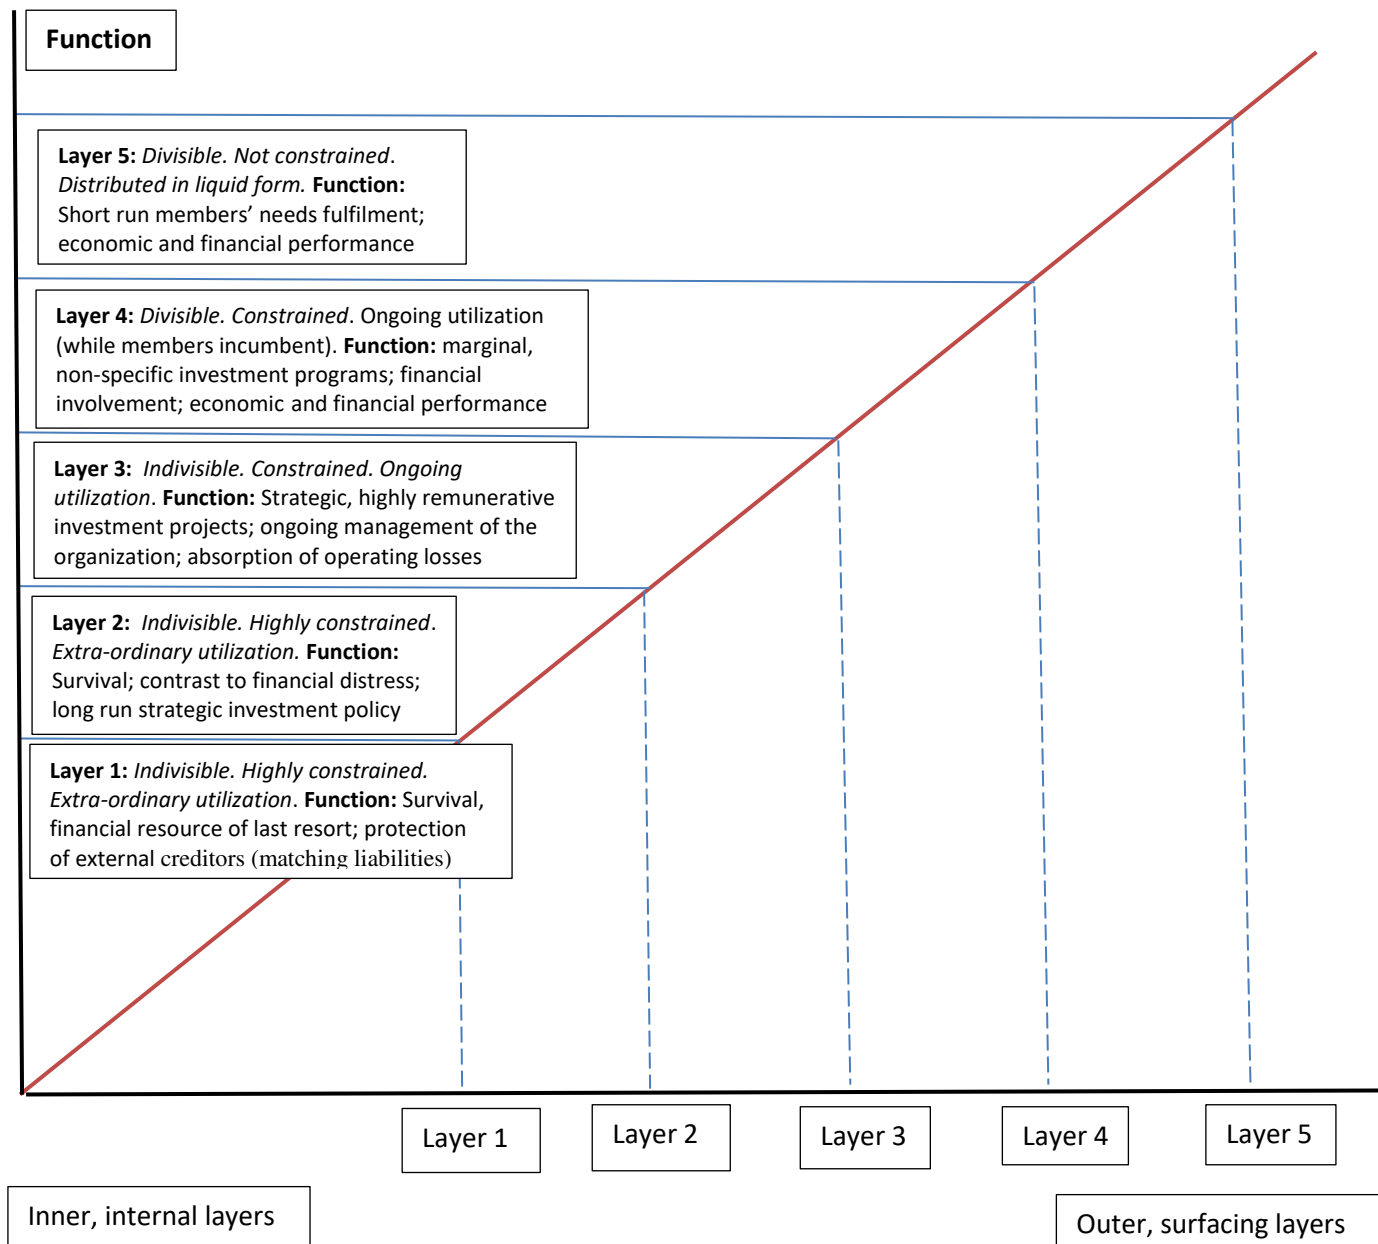 Function
Layer 5: Divisible. Not constrained.
Distributed in liquid form. Function:
Short run members’ needs fulfilment;
economic and financial performance
Layer 4: Divisible. Constrained. Ongoing utilization
(while members incumbent). Function: marginal,
non-specific investment programs; financial
involvement; economic and financial performance
Layer 3: Indivisible. Constrained. Ongoing
utilization. Function: Strategic, highly remunerative
investment projects; ongoing management of the
organization; absorption of operating losses
Layer 2: Indivisible. Highly constrained.
Extra-ordinary utilization. Function:
Survival; contrast to financial distress;
long run strategic investment policy
Layer 1: Indivisible. Highly constrained.
Extra-ordinary utilization. Function: Survival,
financial resource of last resort; protection
of external creditors (matching liabilities)
Layer 1
Layer 2
Layer 3
Layer 4
Layer 5
Inner, internal layers
Outer, surfacing layers